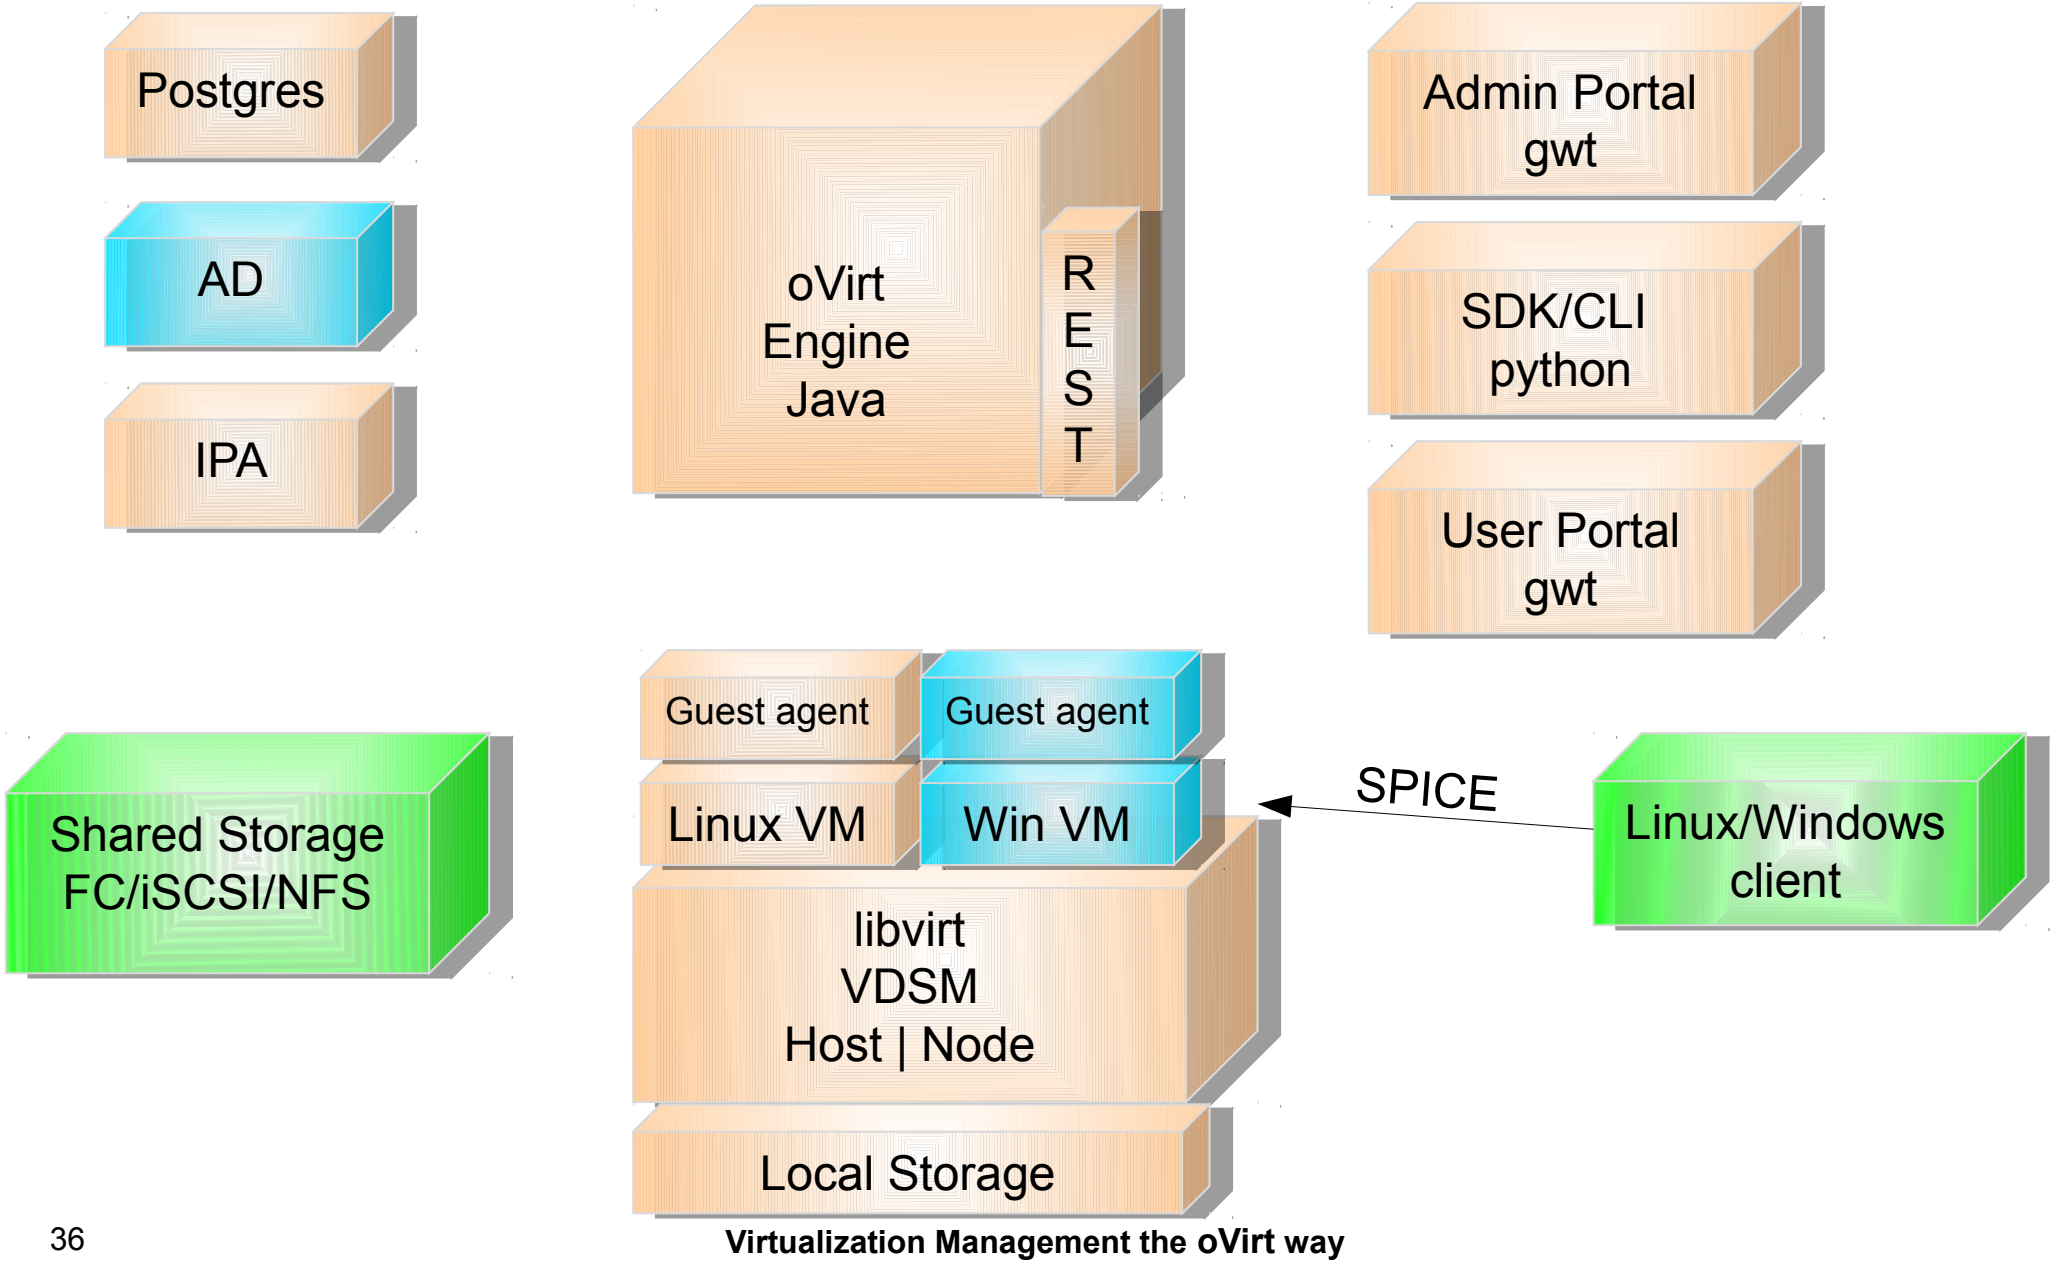 Postgres
AD
IPA
oVirt
Engine
Java
R
E
S
T
Admin Portal
gwt
SDK/CLI
python
User Portal
gwt
Shared Storage
FC/iSCSI/NFS
Guest agent
Guest agent
Linux VM
Win VM
libvirt
VDSM
Host | Node
Local Storage
SPICE
Linux/Windows
client
36
Virtualization Management the oVirt way